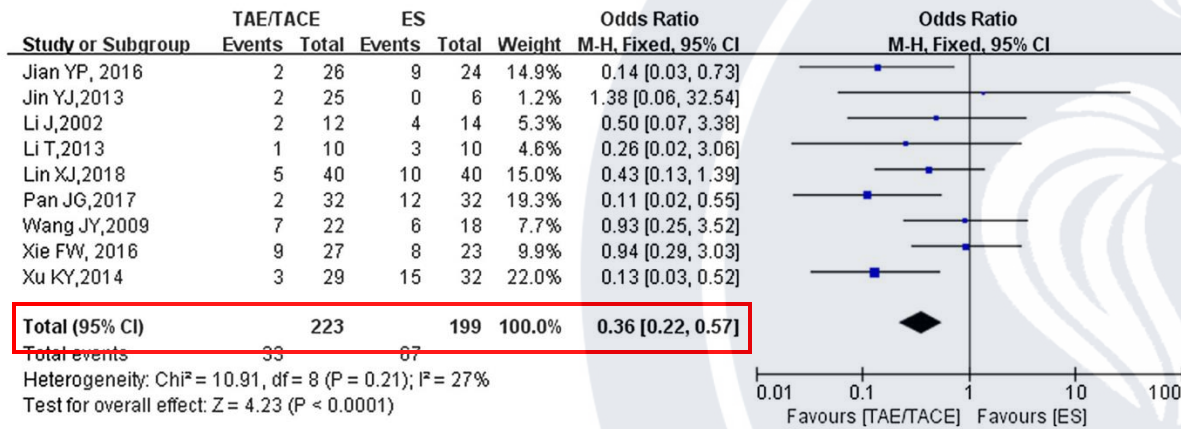 TAE/TACE ES Odds Ratio Odds Ratio
Study or Subgroup Events Total Events Total Weight M-H, Fixed, 95% CI M-H, Fixed, 95% CI
Jian YP, 2016 2 26 9 24 14.9% 0.14 [0.03, 0.73]
Jin YJ,2013 2 25 0 6 1.2% 1.38 [0.06, 32.54]
Li J,2002 2 12 4 14 5.3% 0.50 [0.07, 3.38]
Li T,2013 1 10 3 10 4.6% 0.26 [0.02, 3.06]
Lin XJ,2018 5 40 10 40 15.0% 0.43 [0.13, 1.39]
Pan JG,2017 2 32 12 32 19.3% 0.11 [0.02, 0.55]
Wang JY,2009 7 22 6 18 7.7% 0.93 [0.25, 3.52]
Xie FW, 2016 9 27 8 23 9.9% 0.94 [0.29, 3.03]
Xu KY,2014 3 29 15 32 22.0% 0.13 [0.03, 0.52]
Total (95% CI) 223 199 100.0% 0.36 [0.22, 0.57]
Total events 33 67
Heterogeneity: Chi² = 10.91, df = 8 (P = 0.21); I² = 27%
Test for overall effect: Z = 4.23 (P < 0.0001)
0.01 0.1 1 10 100
Favours [TAE/TACE] Favours [ES]